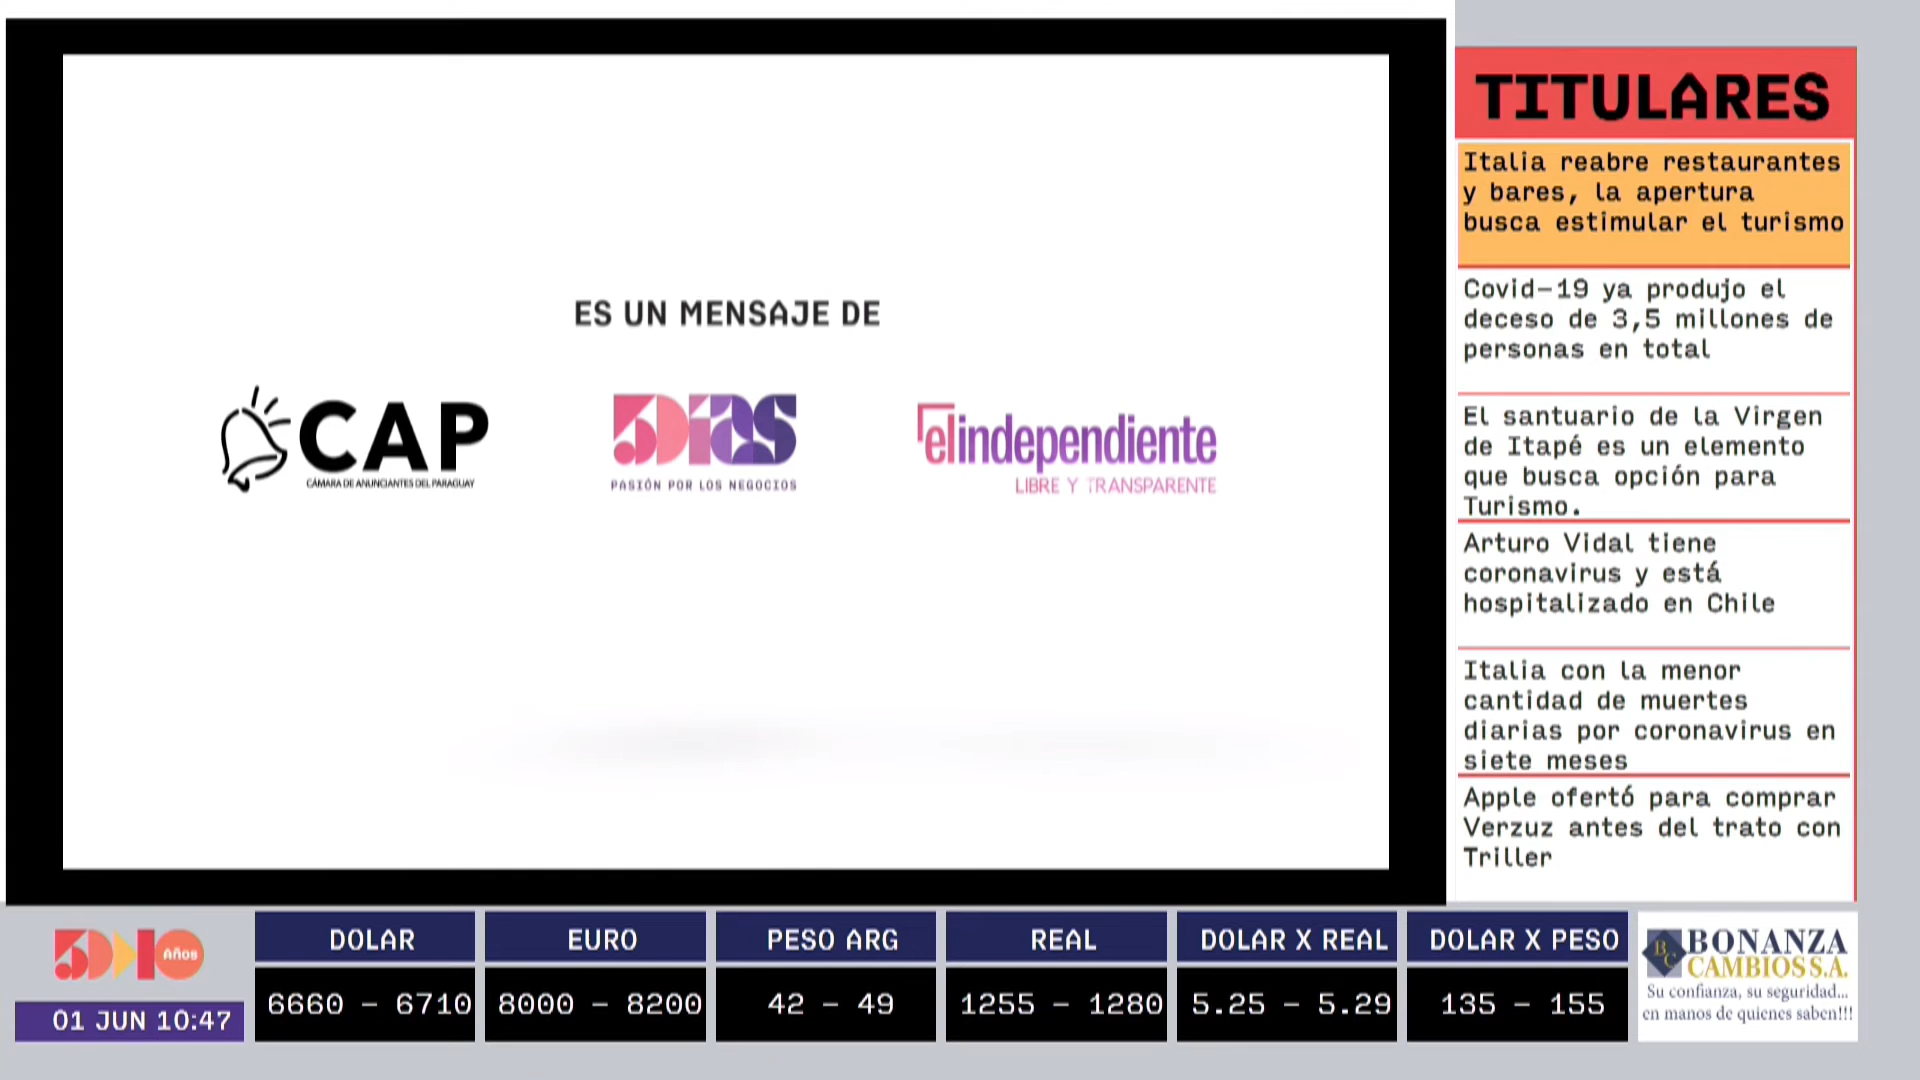 ES UN MENSAJE DE
CAP
CÁMARA DE ANUNCIANTES DEL PARAGUAY
5Días
PASIÓN POR LOS NEGOCIOS
elindependiente
LIBRE Y TRANSPARENTE
TITULARES
Italia reabre restaurantes
y bares, la apertura
busca estimular el turismo
Covid-19 ya produjo el
deceso de 3,5 millones de
personas en total
El santuario de la Virgen
de Itapé es un elemento
que busca opción para
Turismo.
Arturo Vidal tiene
coronavirus y está
hospitalizado en Chile
Italia con la menor
cantidad de muertes
diarias por coronavirus en
siete meses
Apple ofertó para comprar
Verzuz antes del trato con
Triller
5D 10 Años
01 JUN 10:47
DOLAR
6660 - 6710
EURO
8000 - 8200
PESO ARG
42 - 49
REAL
1255 - 1280
DOLAR X REAL
5.25 - 5.29
DOLAR X PESO
135 - 155
BC BONANZA
CAMBIOS S.A.
Su confianza, su seguridad...
en manos de quienes saben!!!